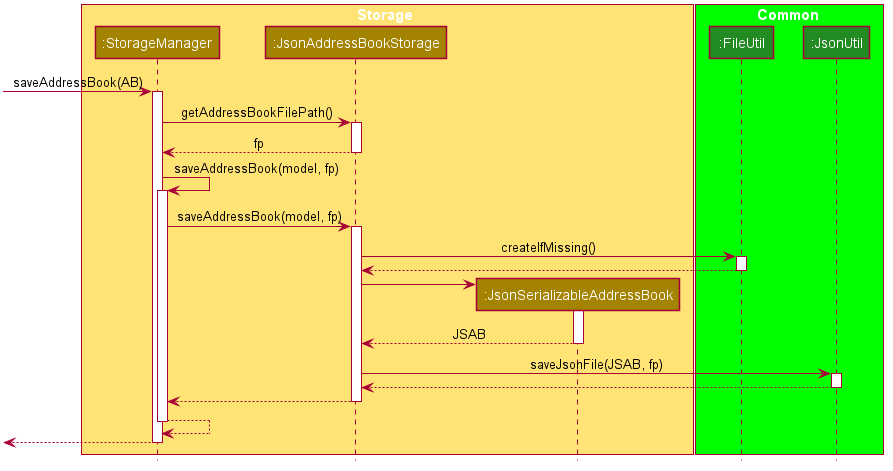 Storage
Common
:StorageManager
:JsonAddressBookStorage
:FileUtil
:JsonUtil
saveAddressBook(AB)
getAddressBookFilePath()
fp
saveAddressBook(model, fp)
saveAddressBook(model, fp)
createIfMissing()
:JsonSerializableAddressBook
JSAB
saveJsonFile(JSAB, fp)